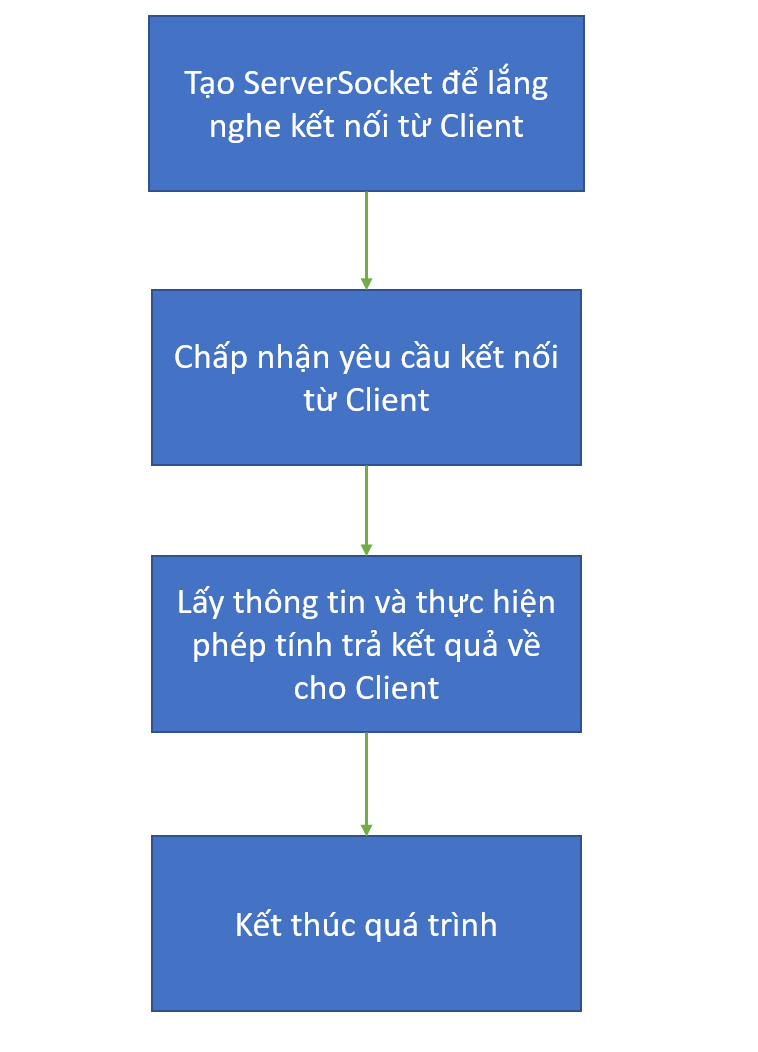 Tạo ServerSocket để lắng
nghe kết nối từ Client
Chấp nhận yêu cầu kết nối
từ Client
Lấy thông tin và thực hiện
phép tính trả kết quả về
cho Client
Kết thúc quá trình